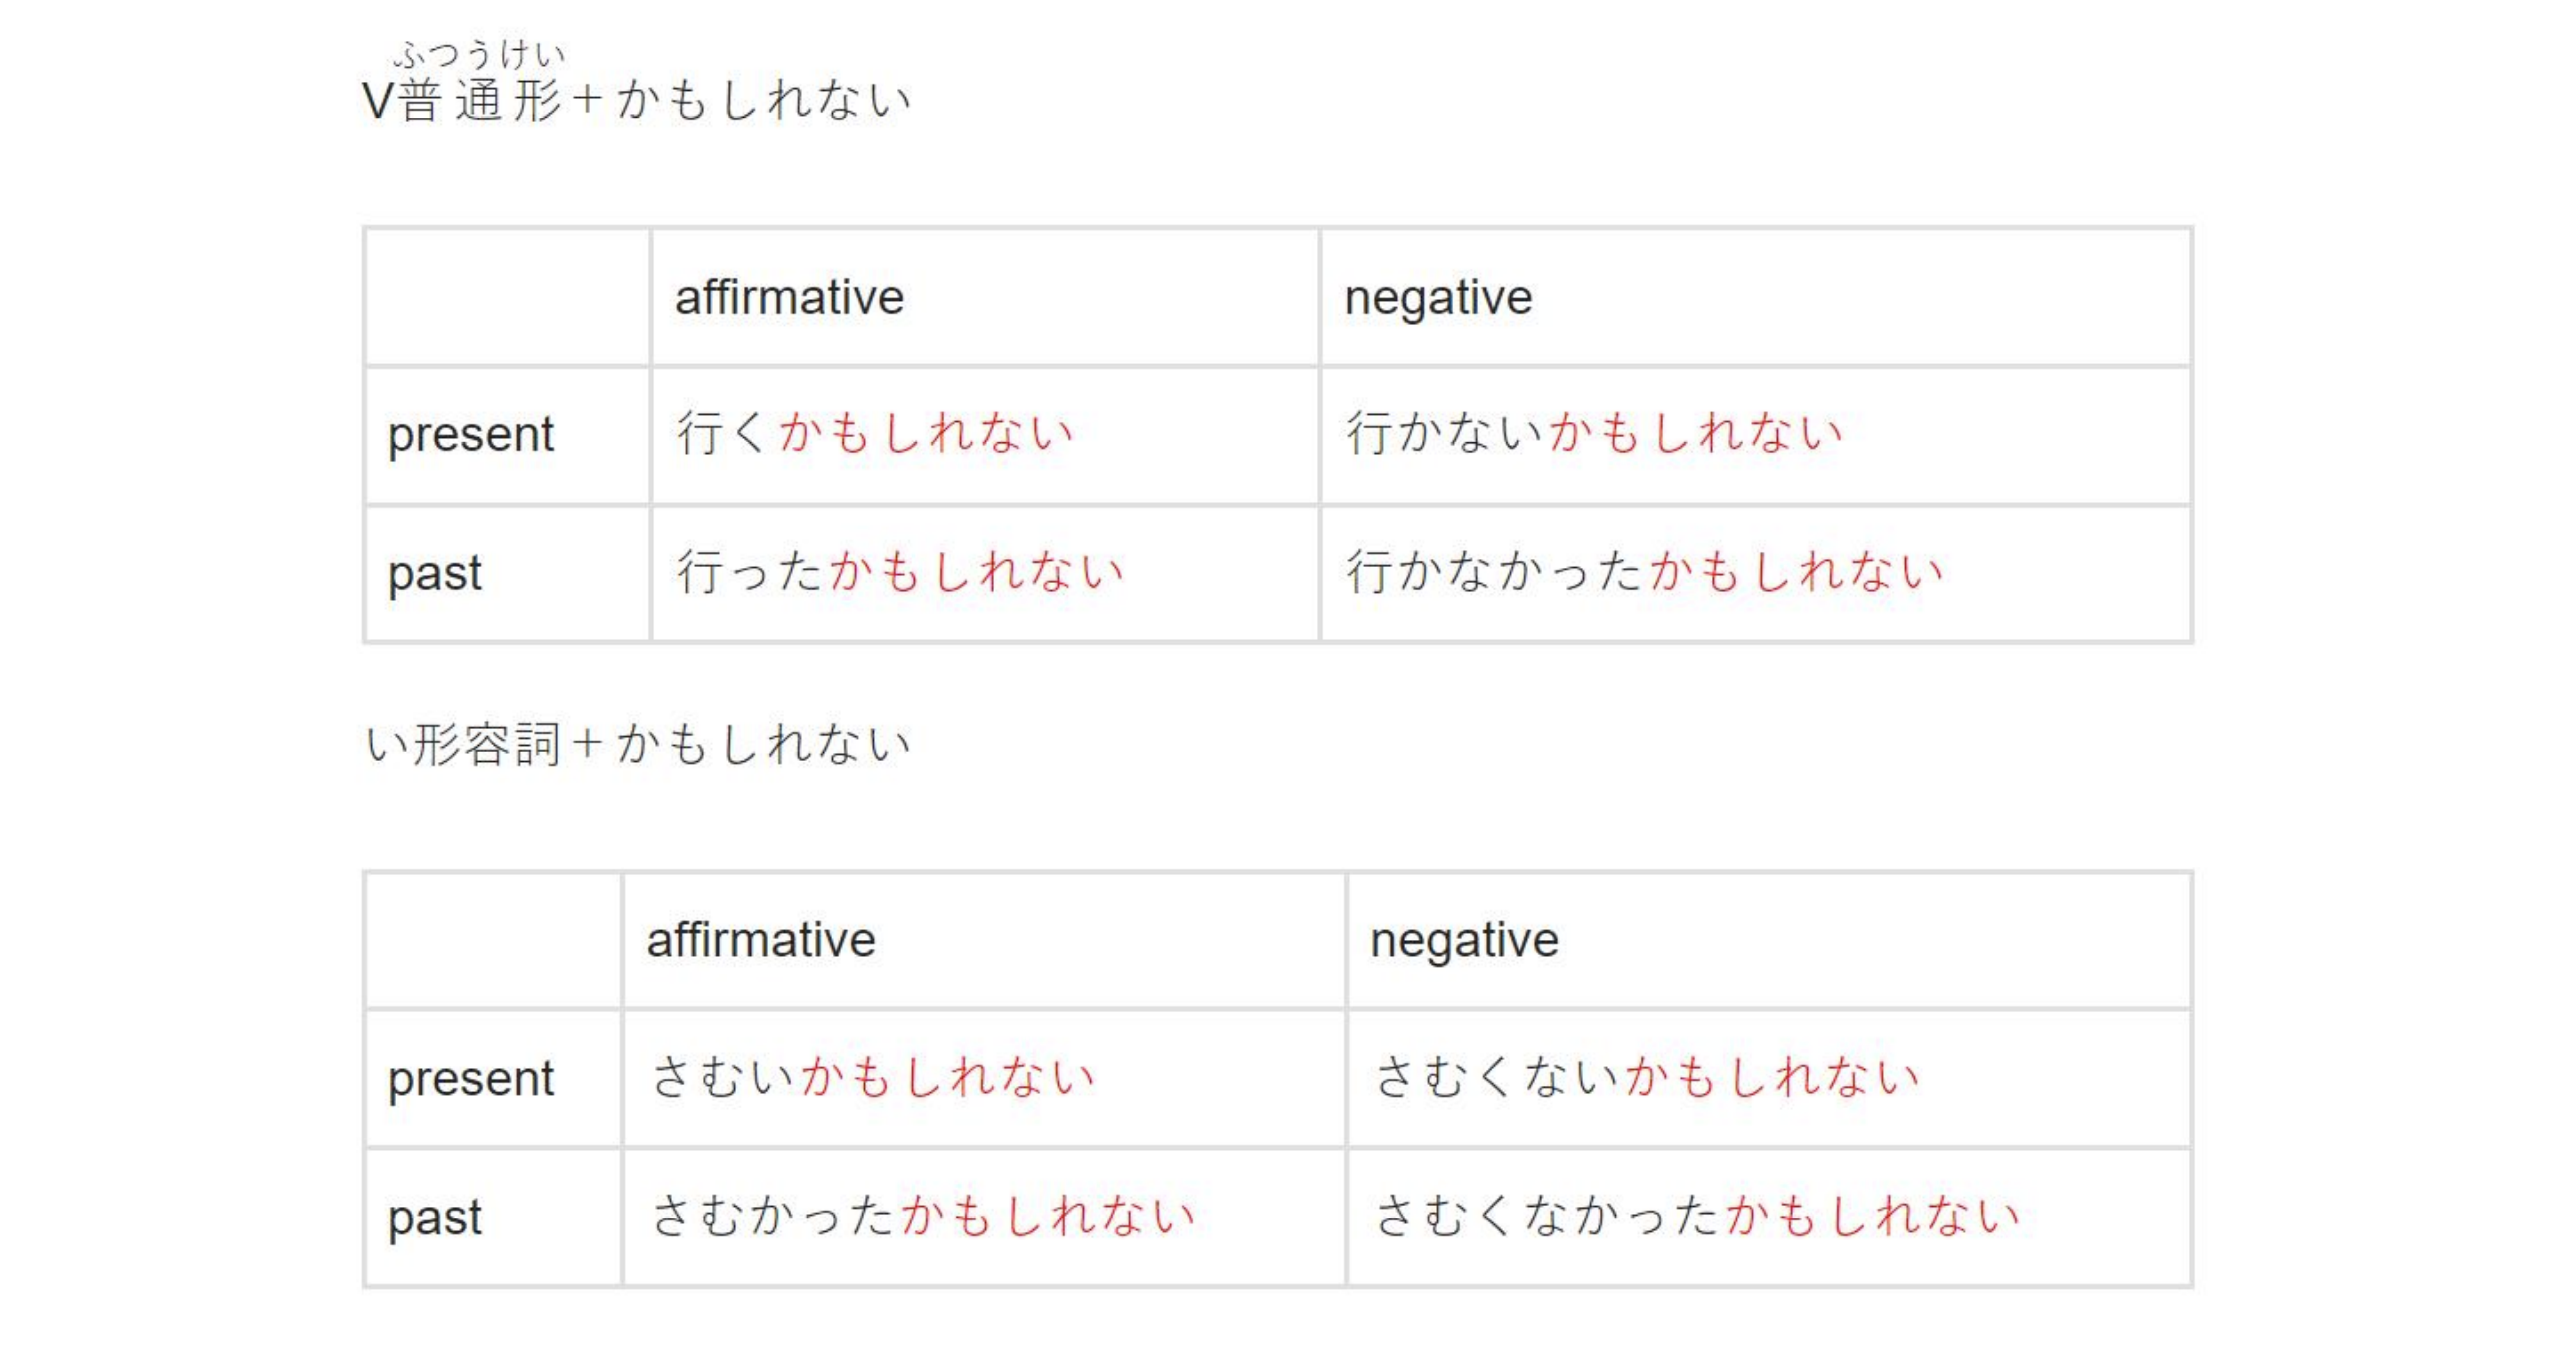 ふつうけい
V普通形+かもしれない
affirmative negative
present 行くかもしれない 行かないかもしれない
past 行ったかもしれない 行かなかったかもしれない
い形容詞+かもしれない
affirmative negative
present さむいかもしれない さむくないかもしれない
past さむかったかもしれない さむくなかったかもしれない